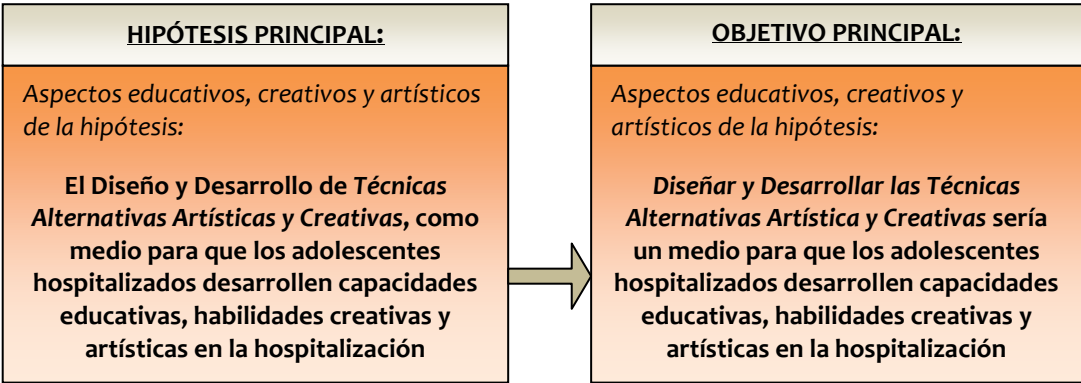 HIPÓTESIS PRINCIPAL:
Aspectos educativos, creativos y artísticos
de la hipótesis:
El Diseño y Desarrollo de Técnicas
Alternativas Artísticas y Creativas, como
medio para que los adolescentes
hospitalizados desarrollen capacidades
educativas, habilidades creativas y
artísticas en la hospitalización
OBJETIVO PRINCIPAL:
Aspectos educativos, creativos y
artísticos de la hipótesis:
Diseñar y Desarrollar las Técnicas
Alternativas Artística y Creativas sería
un medio para que los adolescentes
hospitalizados desarrollen capacidades
educativas, habilidades creativas y
artísticas en la hospitalización